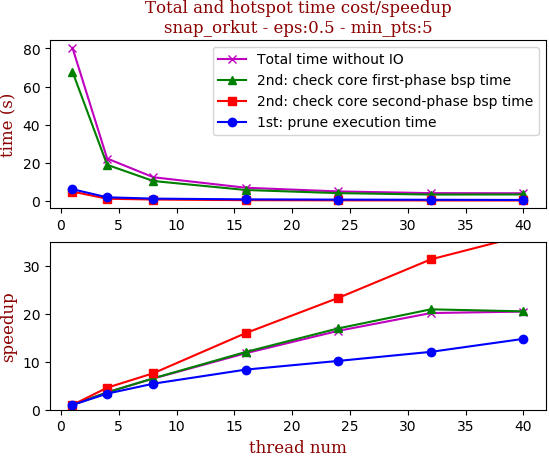 Total and hotspot time cost/speedup
snap_orkut - eps:0.5 - min_pts:5
time (s)
80
60
40
20
0
Total time without IO
2nd: check core first-phase bsp time
2nd: check core second-phase bsp time
1st: prune execution time
0 5 10 15 20 25 30 35 40
speedup
30
20
10
0
0 5 10 15 20 25 30 35 40
thread num